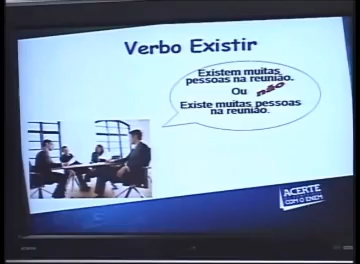 Verbo Existir
Existem muitas
pessoas na reunião.
Ou
não
Existe muitas pessoas
na reunião.
ACERTE
COM O ENEM